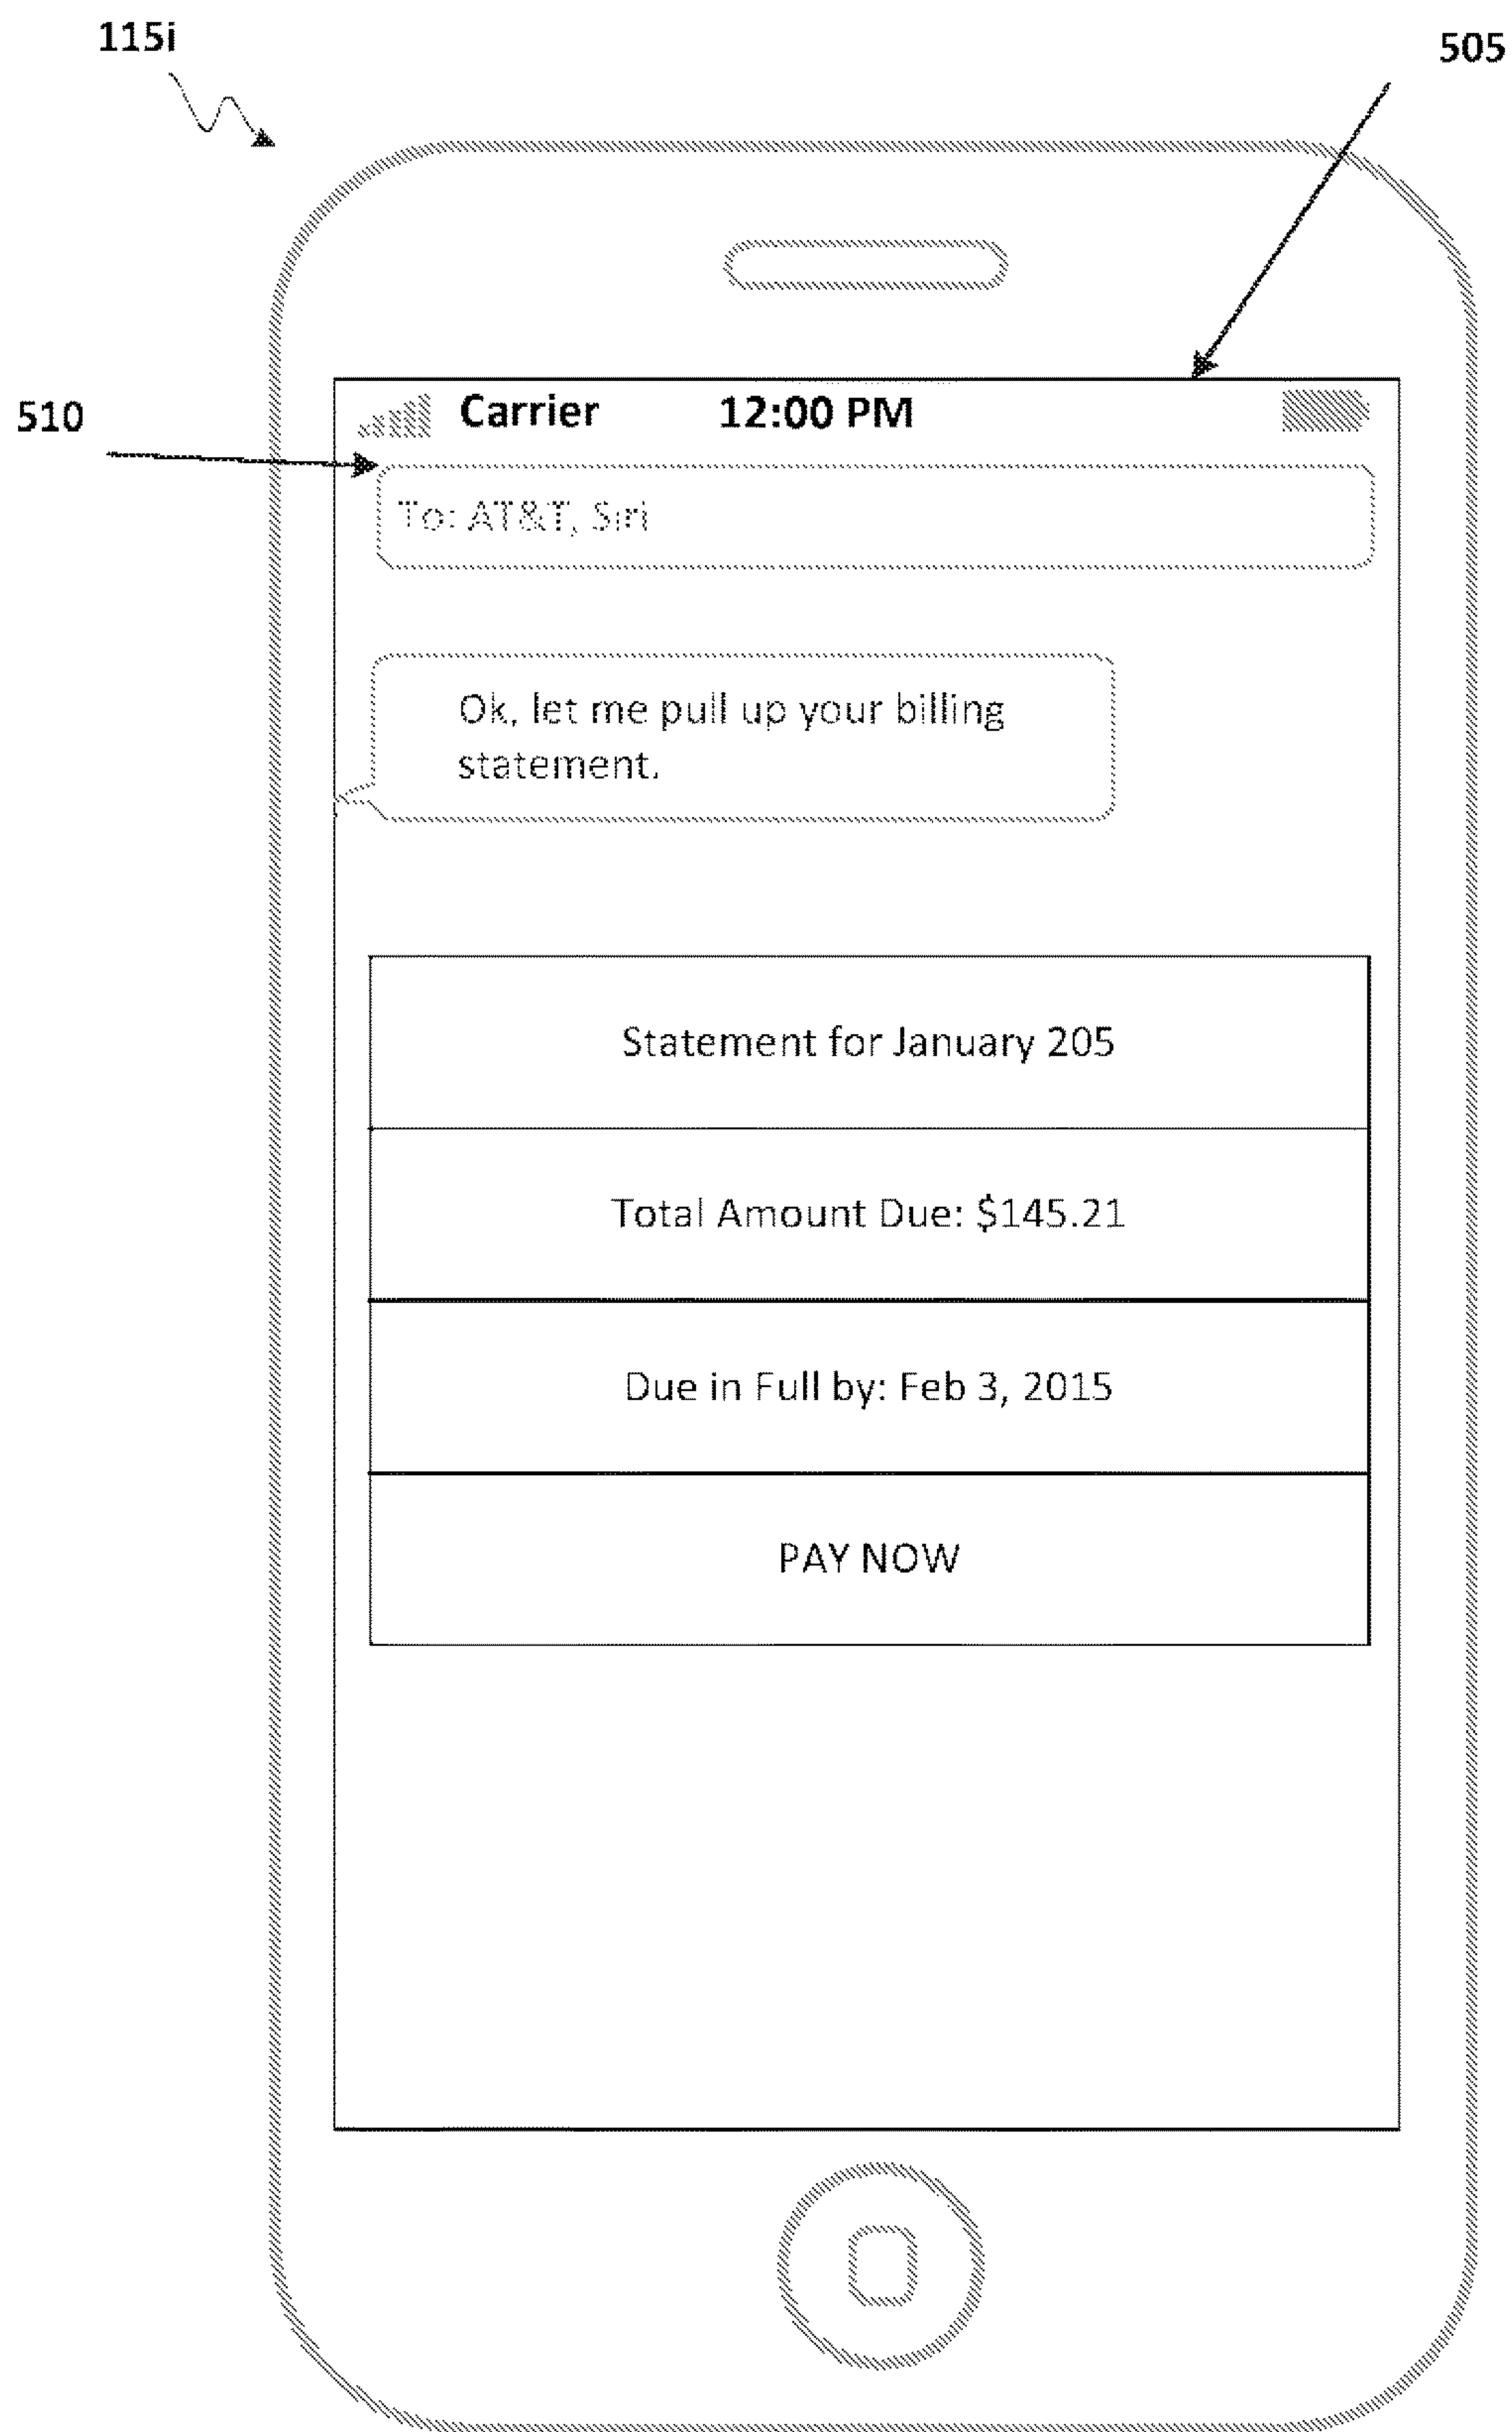 115i
505
510
Carrier 12:00 PM
To: AT&T, Siri
Ok, let me pull up your billing
statement.
Statement for January 205
Total Amount Due: $145.21
Due in Full by: Feb 3, 2015
PAY NOW